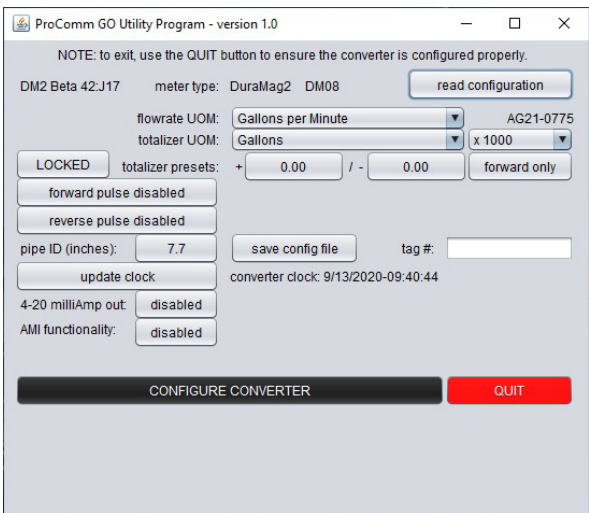 ProComm GO Utility Program - version 1.0
NOTE: to exit, use the QUIT button to ensure the converter is configured properly.
DM2 Beta 42:J17 meter type: DuraMag2 DM08 read configuration
flowrate UOM: Gallons per Minute AG21-0775
totalizer UOM: Gallons x 1000
LOCKED totalizer presets: + 0.00 / - 0.00 forward only
forward pulse disabled
reverse pulse disabled
pipe ID (inches): 7.7 save config file tag #:
update clock converter clock: 9/13/2020-09:40:44
4-20 milliAmp out: disabled
AMI functionality: disabled
CONFIGURE CONVERTER QUIT